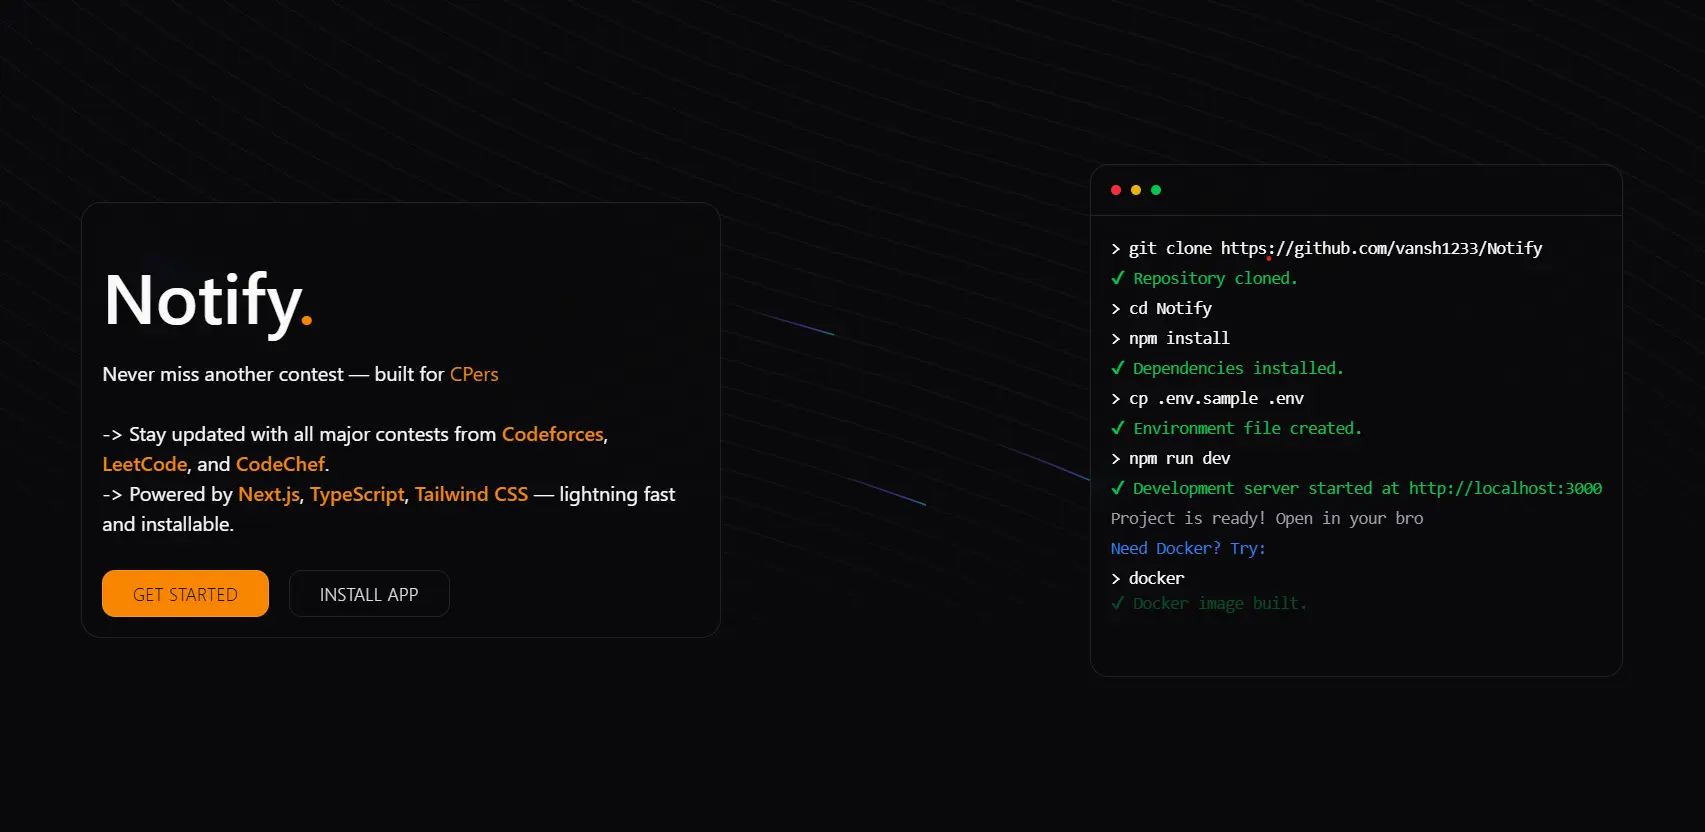 Notify.
Never miss another contest — built for CPers
-> Stay updated with all major contests from Codeforces,
LeetCode, and CodeChef.
-> Powered by Next.js, TypeScript, Tailwind CSS — lightning fast
and installable.
GET STARTED
INSTALL APP
> git clone https://github.com/vansh1233/Notify
✓ Repository cloned.
> cd Notify
> npm install
✓ Dependencies installed.
> cp .env.sample .env
✓ Environment file created.
> npm run dev
✓ Development server started at http://localhost:3000
Project is ready! Open in your bro
Need Docker? Try:
> docker
✓ Docker image built.